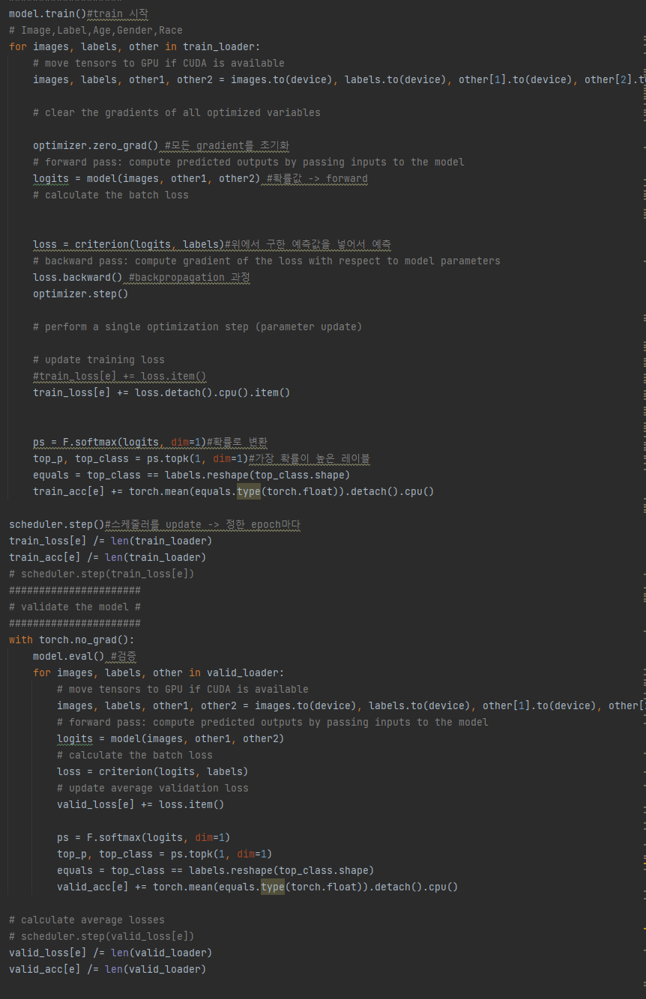 model.train()#train 시작
# Image,Label,Age,Gender,Race
for images, labels, other in train_loader:
# move tensors to GPU if CUDA is available
images, labels, other1, other2 = images.to(device), labels.to(device), other[1].to(device), other[2].t
# clear the gradients of all optimized variables
optimizer.zero_grad() #모든 gradient를 초기화
# forward pass: compute predicted outputs by passing inputs to the model
logits = model(images, other1, other2) #확률값 -> forward
# calculate the batch loss
loss = criterion(logits, labels)#위에서 구한 예측값을 넣어서 예측
# backward pass: compute gradient of the loss with respect to model parameters
loss.backward() #backpropagation 과정
optimizer.step()
# perform a single optimization step (parameter update)
# update training loss
#train_loss[e] += loss.item()
train_loss[e] += loss.detach().cpu().item()
ps = F.softmax(logits, dim=1)#확률로 변환
top_p, top_class = ps.topk(1, dim=1)#가장 확률이 높은 레이블
equals = top_class == labels.reshape(top_class.shape)
train_acc[e] += torch.mean(equals.type(torch.float)).detach().cpu()
scheduler.step()#스케줄러를 update -> 정한 epoch마다
train_loss[e] /= len(train_loader)
train_acc[e] /= len(train_loader)
# scheduler.step(train_loss[e])
######################
# validate the model #
######################
with torch.no_grad():
model.eval() #검증
for images, labels, other in valid_loader:
# move tensors to GPU if CUDA is available
images, labels, other1, other2 = images.to(device), labels.to(device), other[1].to(device), other[
# forward pass: compute predicted outputs by passing inputs to the model
logits = model(images, other1, other2)
# calculate the batch loss
loss = criterion(logits, labels)
# update average validation loss
valid_loss[e] += loss.item()
ps = F.softmax(logits, dim=1)
top_p, top_class = ps.topk(1, dim=1)
equals = top_class == labels.reshape(top_class.shape)
valid_acc[e] += torch.mean(equals.type(torch.float)).detach().cpu()
# calculate average losses
# scheduler.step(valid_loss[e])
valid_loss[e] /= len(valid_loader)
valid_acc[e] /= len(valid_loader)